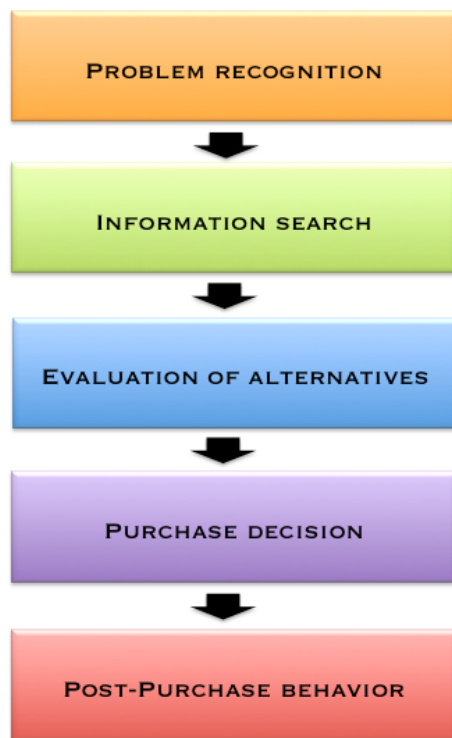 Problem recognition
Information search
Evaluation of alternatives
Purchase decision
Post-Purchase behavior